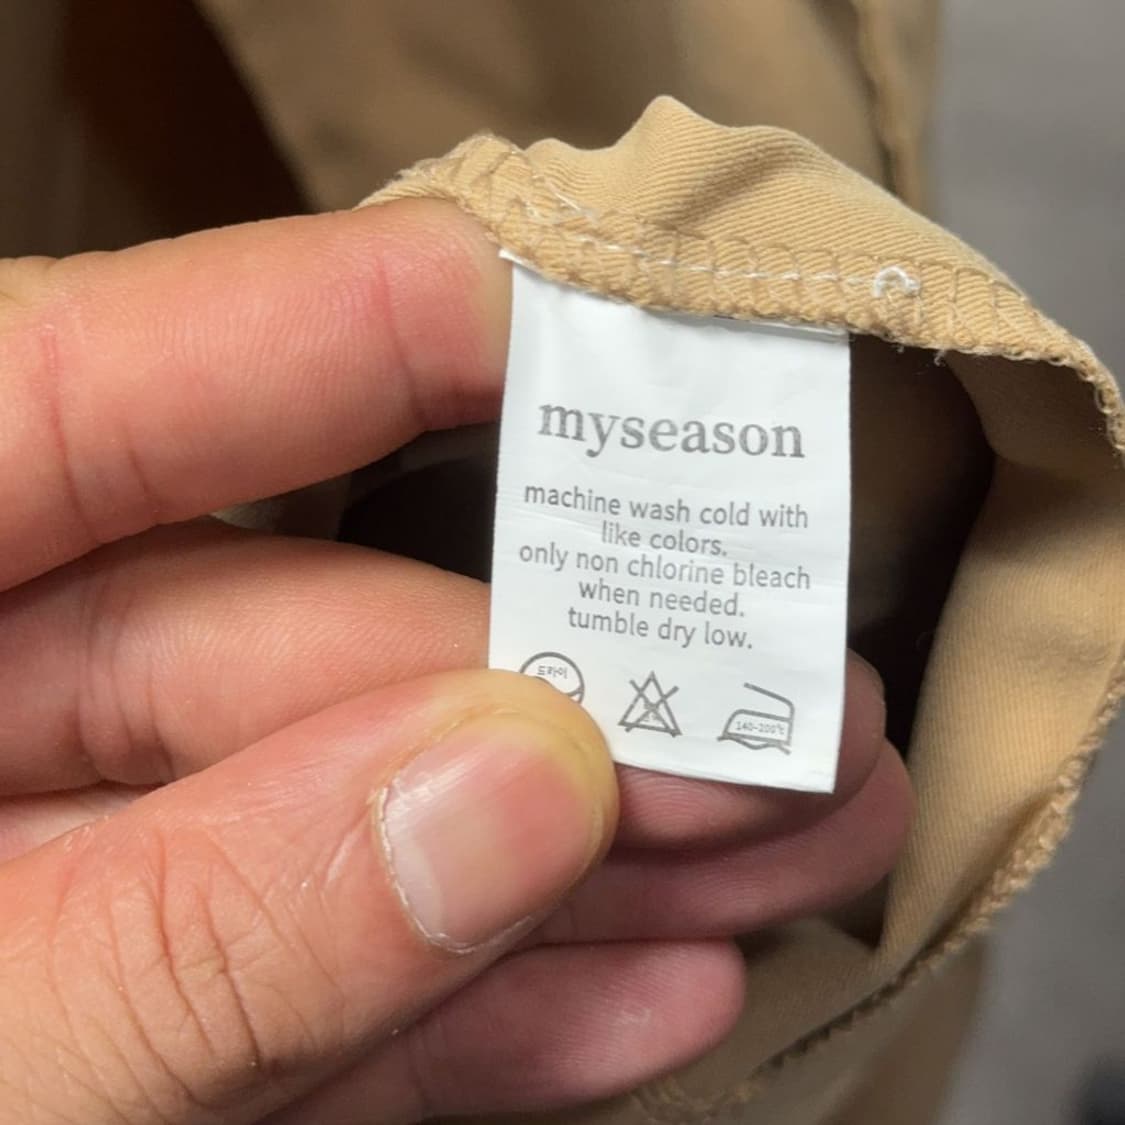 myseason
machine wash cold with
like colors.
only non chlorine bleach
when needed.
tumble dry low.
드라이
140-200℃